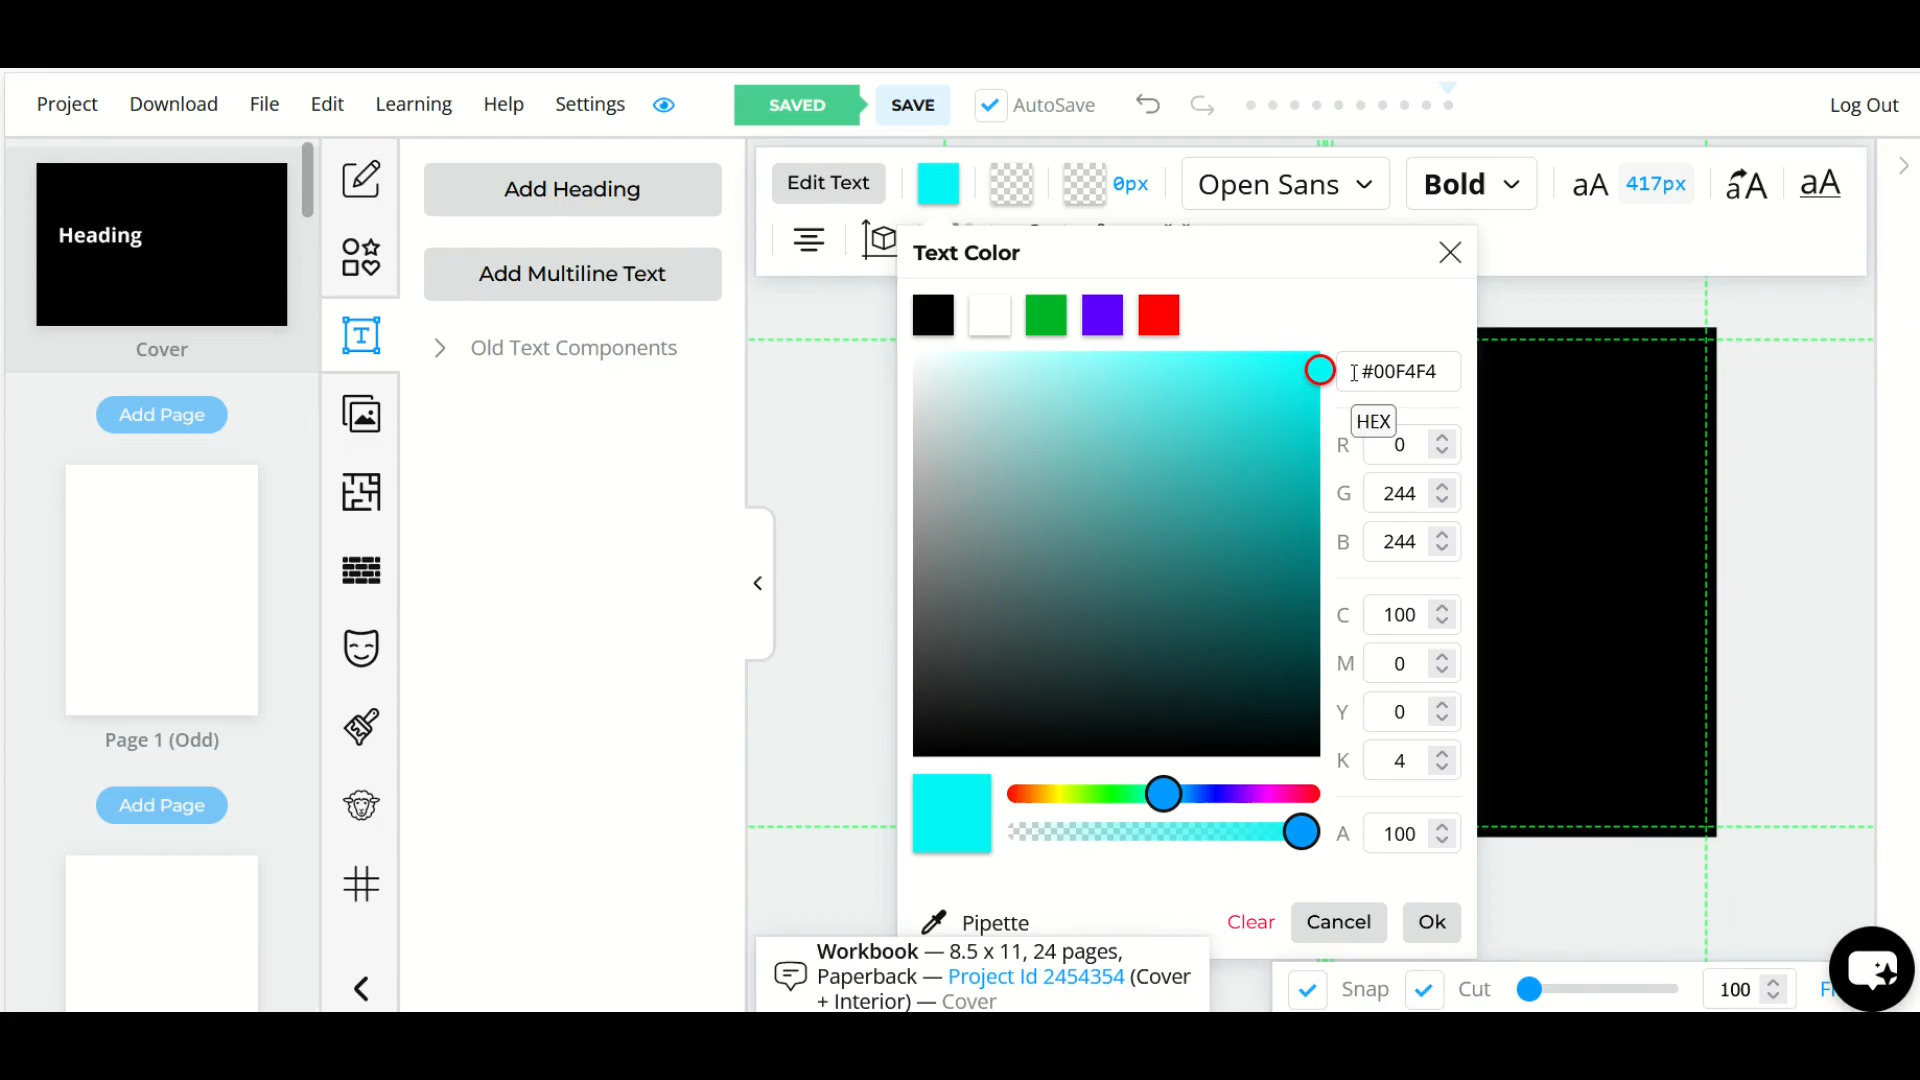 Project Download File Edit Learning Help Settings SAVED SAVE AutoSave Log Out
Heading
Cover
Add Page
Page 1 (Odd)
Add Page
Add Heading
Add Multiline Text
Old Text Components
Edit Text 0px Open Sans Bold aA 417px aA aA
Text Color
#00F4F4
HEX
R 0
G 244
B 244
C 100
M 0
Y 0
K 4
A 100
Pipette Clear Cancel Ok
Workbook — 8.5 x 11, 24 pages,
Paperback — Project Id 2454354 (Cover
+ Interior) — Cover
Snap Cut 100